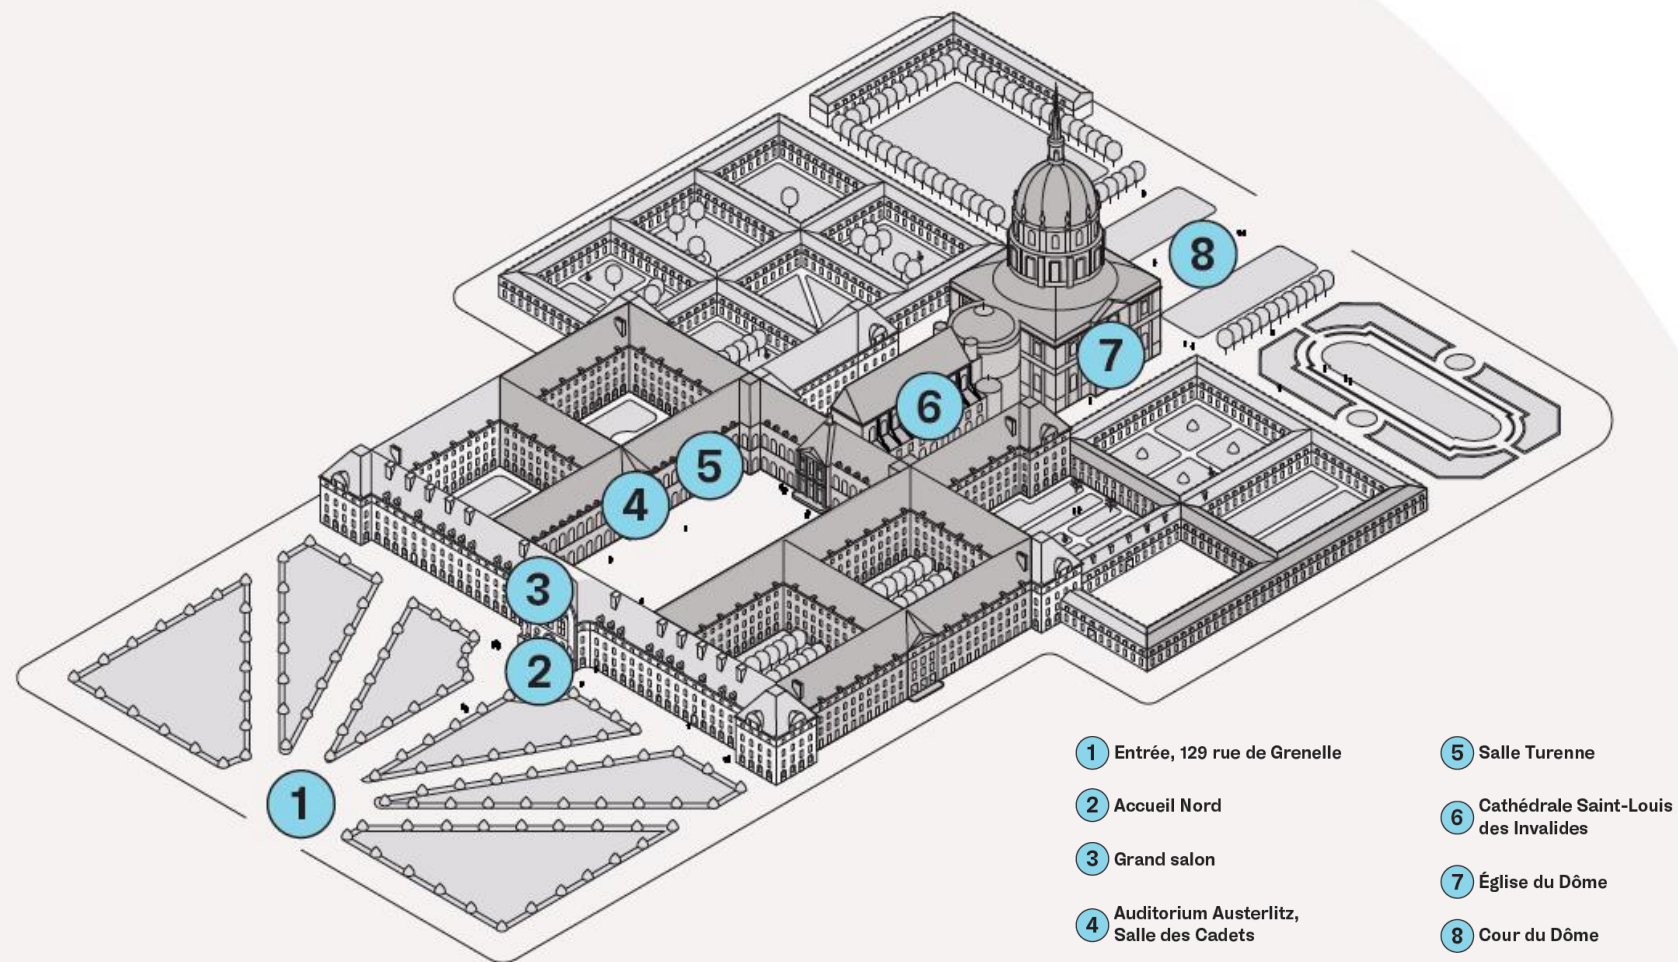 8
7
6
5
4
3
2
1
1 Entrée, 129 rue de Grenelle
2 Accueil Nord
3 Grand salon
4 Auditorium Austerlitz,
Salle des Cadets
5 Salle Turenne
6 Cathédrale Saint-Louis
des Invalides
7 Église du Dôme
8 Cour du Dôme